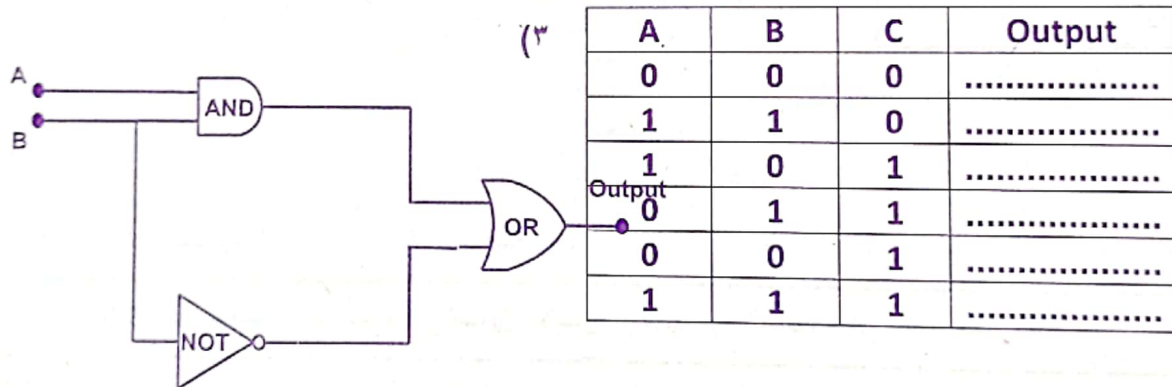 (٣
A
B
AND
NOT
OR
Output
A B C Output
0 0 0 ..................
1 1 0 ..................
1 0 1 ..................
0 1 1 ..................
0 0 1 ..................
1 1 1 ..................